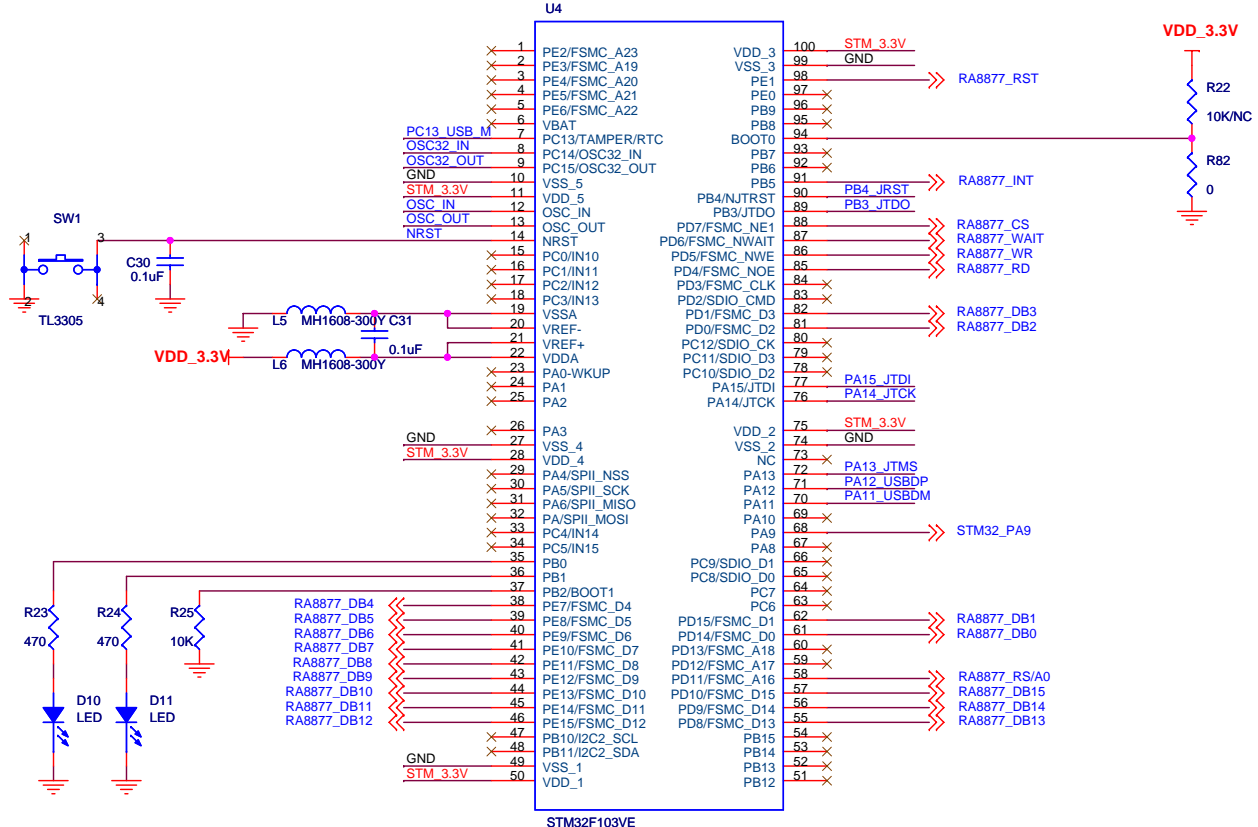 U4
1 PE2/FSMC_A23
2 PE3/FSMC_A19
3 PE4/FSMC_A20
4 PE5/FSMC_A21
5 PE6/FSMC_A22
6 VBAT
PC13_USB_M 7 PC13/TAMPER/RTC
OSC32_IN 8 PC14/OSC32_IN
OSC32_OUT 9 PC15/OSC32_OUT
GND 10 VSS_5
STM_3.3V 11 VDD_5
OSC_IN 12 OSC_IN
OSC_OUT 13 OSC_OUT
NRST 14 NRST
15 PC0/IN10
16 PC1/IN11
17 PC2/IN12
18 PC3/IN13
19 VSSA
20 VREF-
21 VREF+
22 VDDA
23 PA0-WKUP
24 PA1
25 PA2
26 PA3
GND 27 VSS_4
STM_3.3V 28 VDD_4
29 PA4/SPII_NSS
30 PA5/SPII_SCK
31 PA6/SPII_MISO
32 PA/SPII_MOSI
33 PC4/IN14
34 PC5/IN15
35 PB0
36 PB1
37 PB2/BOOT1
RA8877_DB4 38 PE7/FSMC_D4
RA8877_DB5 39 PE8/FSMC_D5
RA8877_DB6 40 PE9/FSMC_D6
RA8877_DB7 41 PE10/FSMC_D7
RA8877_DB8 42 PE11/FSMC_D8
RA8877_DB9 43 PE12/FSMC_D9
RA8877_DB10 44 PE13/FSMC_D10
RA8877_DB11 45 PE14/FSMC_D11
RA8877_DB12 46 PE15/FSMC_D12
47 PB10/I2C2_SCL
48 PB11/I2C2_SDA
GND 49 VSS_1
STM_3.3V 50 VDD_1
SW1
1
3
2
4
TL3305
C30
0.1uF
L5 MH1608-300Y
C31
0.1uF
VDD_3.3V
L6 MH1608-300Y
R23
470
R24
470
R25
10K
D10
LED
D11
LED
VDD_3 100 STM_3.3V
VSS_3 99 GND
PE1 98 RA8877_RST
PE0 97
PB9 96
PB8 95
BOOT0 94
PB7 93
PB6 92
PB5 91 RA8877_INT
PB4/NJTRST 90 PB4_JRST
PB3/JTDO 89 PB3_JTDO
PD7/FSMC_NE1 88 RA8877_CS
PD6/FSMC_NWAIT 87 RA8877_WAIT
PD5/FSMC_NWE 86 RA8877_WR
PD4/FSMC_NOE 85 RA8877_RD
PD3/FSMC_CLK 84
PD2/SDIO_CMD 83
PD1/FSMC_D3 82 RA8877_DB3
PD0/FSMC_D2 81 RA8877_DB2
PC12/SDIO_CK 80
PC11/SDIO_D3 79
PC10/SDIO_D2 78
PA15/JTDI 77 PA15_JTDI
PA14/JTCK 76 PA14_JTCK
VDD_2 75 STM_3.3V
VSS_2 74 GND
NC 73
PA13 72 PA13_JTMS
PA12 71 PA12_USBDP
PA11 70 PA11_USBDM
PA10 69
PA9 68 STM32_PA9
PA8 67
PC9/SDIO_D1 66
PC8/SDIO_D0 65
PC7 64
PC6 63
PD15/FSMC_D1 62 RA8877_DB1
PD14/FSMC_D0 61 RA8877_DB0
PD13/FSMC_A18 60
PD12/FSMC_A17 59
PD11/FSMC_A16 58 RA8877_RS/A0
PD10/FSMC_D15 57 RA8877_DB15
PD9/FSMC_D14 56 RA8877_DB14
PD8/FSMC_D13 55 RA8877_DB13
PB15 54
PB14 53
PB13 52
PB12 51
VDD_3.3V
R22
10K/NC
R82
0
STM32F103VE